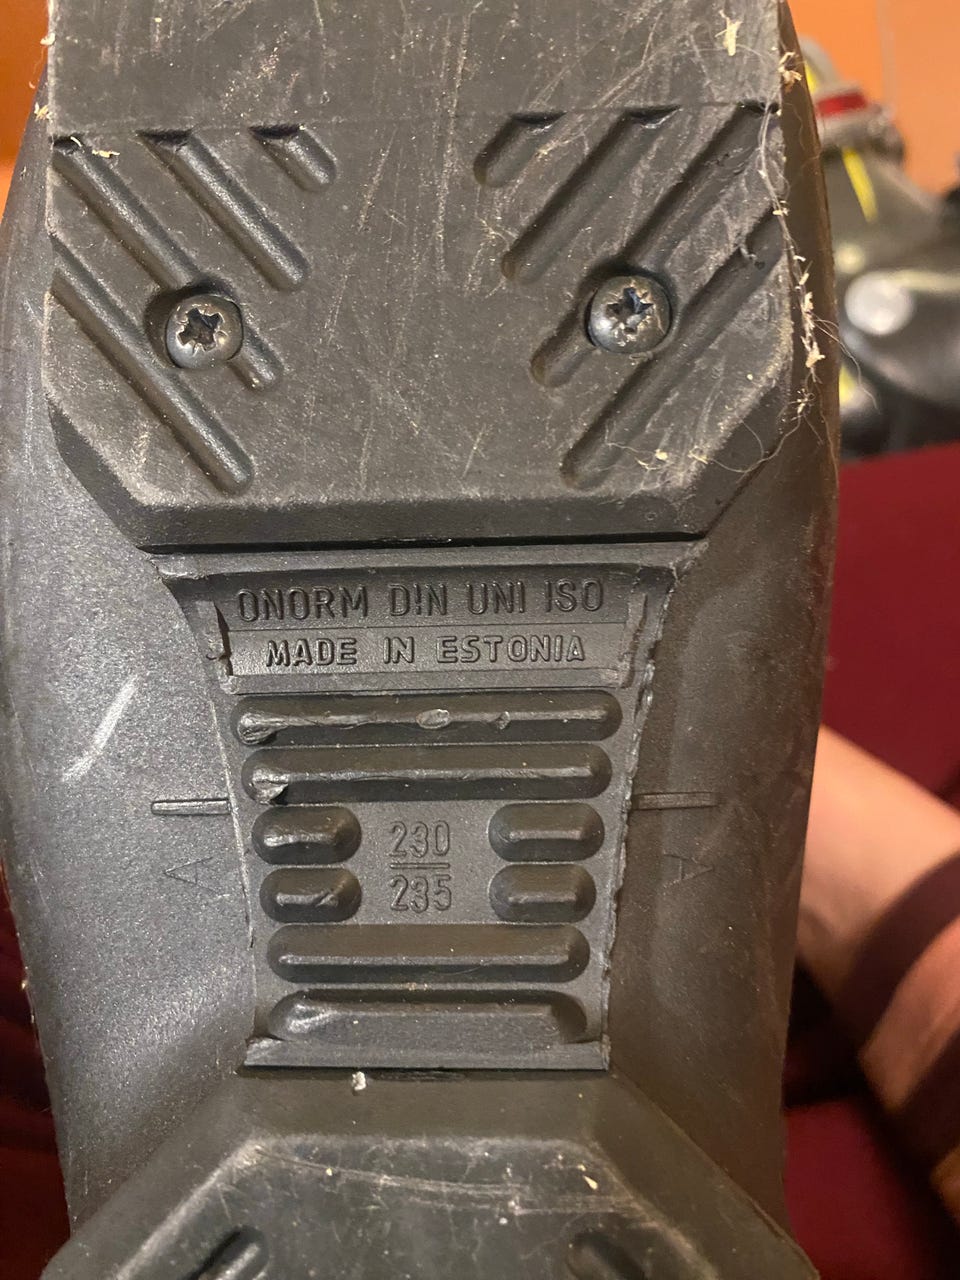 ONORM DIN UNI ISO
MADE IN ESTONIA
230
235
A A